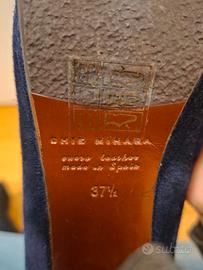 CHIE MIHARA
cuero leather
made in Spain
37½
subito